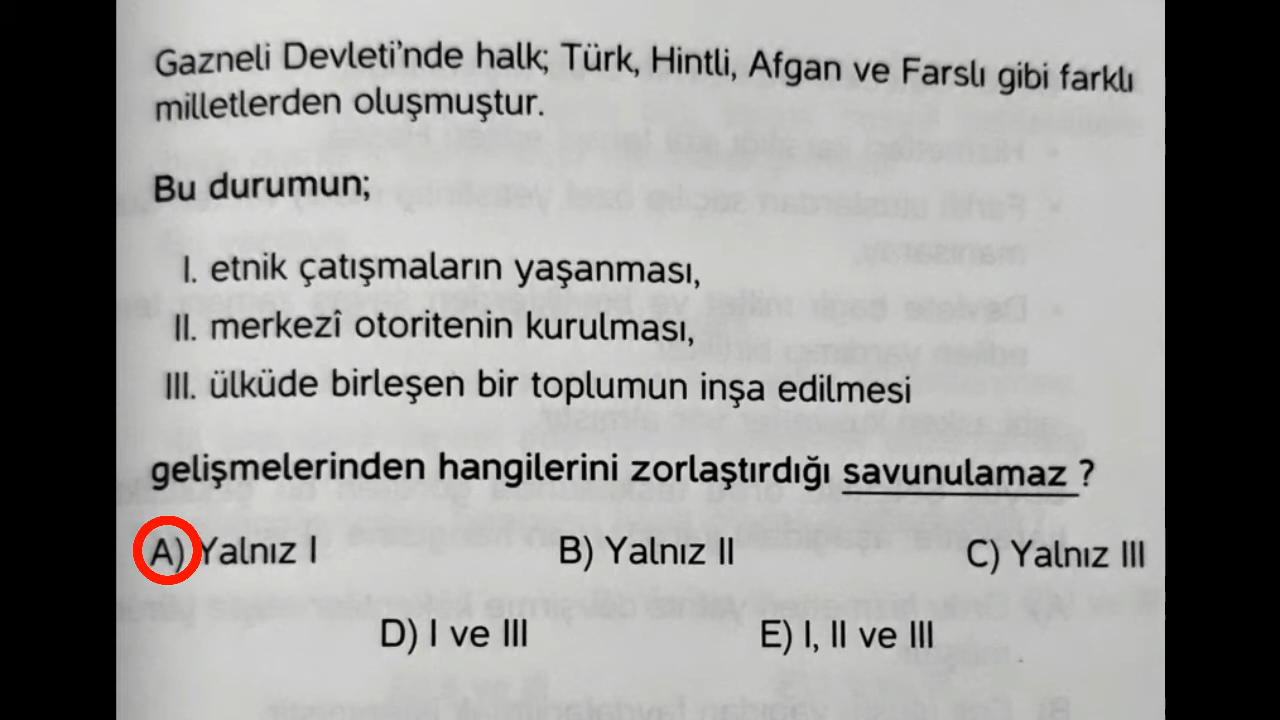 Gazneli Devleti'nde halk; Türk, Hintli, Afgan ve Farslı gibi farklı
milletlerden oluşmuştur.
Bu durumun;
I. etnik çatışmaların yaşanması,
II. merkezî otoritenin kurulması,
III. ülküde birleşen bir toplumun inşa edilmesi
gelişmelerinden hangilerini zorlaştırdığı savunulamaz ?
A) Yalnız I
B) Yalnız II
C) Yalnız III
D) I ve III
E) I, II ve III